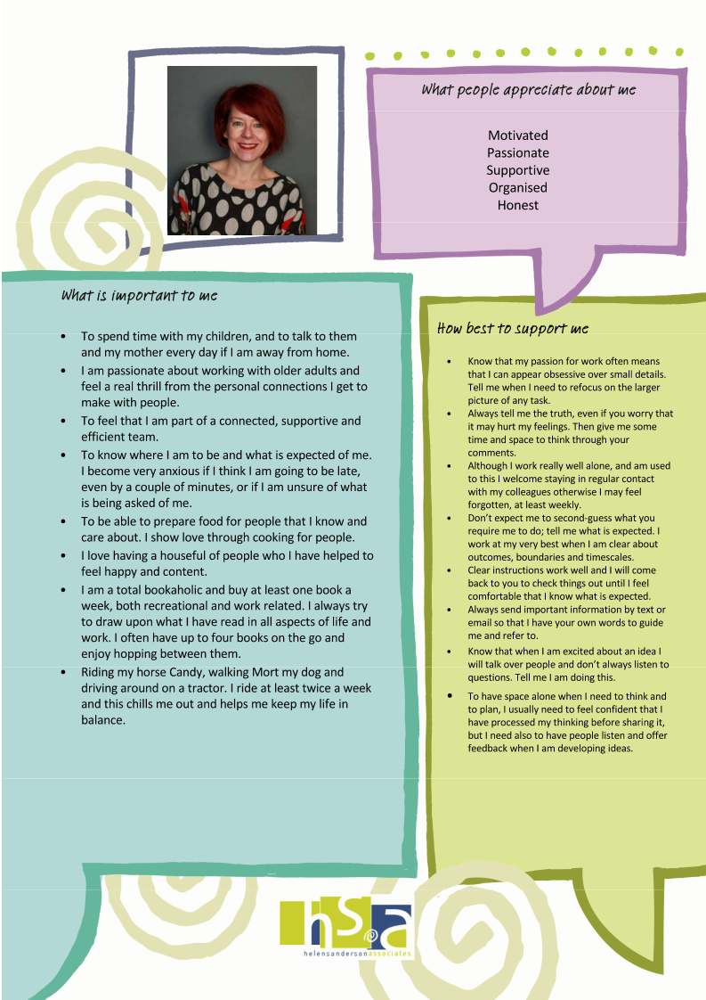 What people appreciate about me
Motivated
Passionate
Supportive
Organised
Honest
What is important to me
• To spend time with my children, and to talk to them
and my mother every day if I am away from home.
• I am passionate about working with older adults and
feel a real thrill from the personal connections I get to
make with people.
• To feel that I am part of a connected, supportive and
efficient team.
• To know where I am to be and what is expected of me.
I become very anxious if I think I am going to be late,
even by a couple of minutes, or if I am unsure of what
is being asked of me.
• To be able to prepare food for people that I know and
care about. I show love through cooking for people.
• I love having a houseful of people who I have helped to
feel happy and content.
• I am a total bookaholic and buy at least one book a
week, both recreational and work related. I always try
to draw upon what I have read in all aspects of life and
work. I often have up to four books on the go and
enjoy hopping between them.
• Riding my horse Candy, walking Mort my dog and
driving around on a tractor. I ride at least twice a week
and this chills me out and helps me keep my life in
balance.
How best to support me
• Know that my passion for work often means
that I can appear obsessive over small details.
Tell me when I need to refocus on the larger
picture of any task.
• Always tell me the truth, even if you worry that
it may hurt my feelings. Then give me some
time and space to think through your
comments.
• Although I work really well alone, and am used
to this I welcome staying in regular contact
with my colleagues otherwise I may feel
forgotten, at least weekly.
• Don’t expect me to second-guess what you
require me to do; tell me what is expected. I
work at my very best when I am clear about
outcomes, boundaries and timescales.
• Clear instructions work well and I will come
back to you to check things out until I feel
comfortable that I know what is expected.
• Always send important information by text or
email so that I have your own words to guide
me and refer to.
• Know that when I am excited about an idea I
will talk over people and don’t always listen to
questions. Tell me I am doing this.
• To have space alone when I need to think and
to plan, I usually need to feel confident that I
have processed my thinking before sharing it,
but I need also to have people listen and offer
feedback when I am developing ideas.
hsa
helensandersonassociates